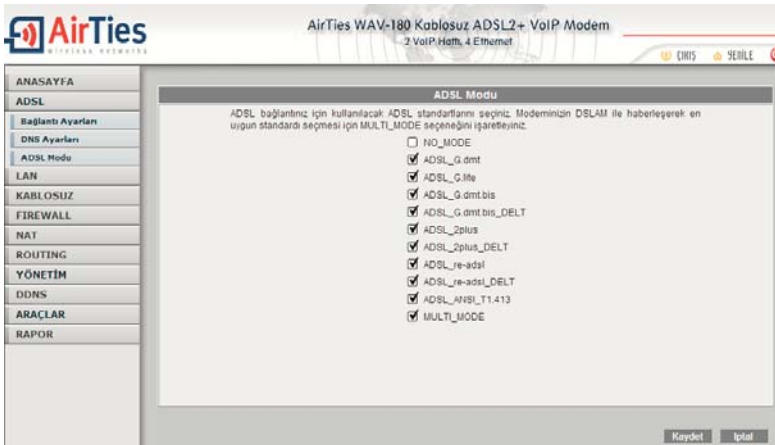 AirTies
wireless networks
AirTies WAV-180 Kablosuz ADSL2+ VoIP Modem
2 VoIP Hattı, 4 Ethernet
ÇIKIŞ
YENİLE
ANASAYFA
ADSL
Bağlantı Ayarları
DNS Ayarları
ADSL Modu
LAN
KABLOSUZ
FIREWALL
NAT
ROUTING
YÖNETİM
DDNS
ARAÇLAR
RAPOR
ADSL Modu
ADSL bağlantınız için kullanılacak ADSL standartlarını seçiniz. Modeminizin DSLAM ile haberleşerek en
uygun standardı seçmesi için MULTI_MODE seçeneğini işaretleyiniz.
NO_MODE
ADSL_G.dmt
ADSL_G.lite
ADSL_G.dmt.bis
ADSL_G.dmt.bis_DELT
ADSL_2plus
ADSL_2plus_DELT
ADSL_re-adsl
ADSL_re-adsl_DELT
ADSL_ANSI_T1.413
MULTI_MODE
Kaydet
İptal